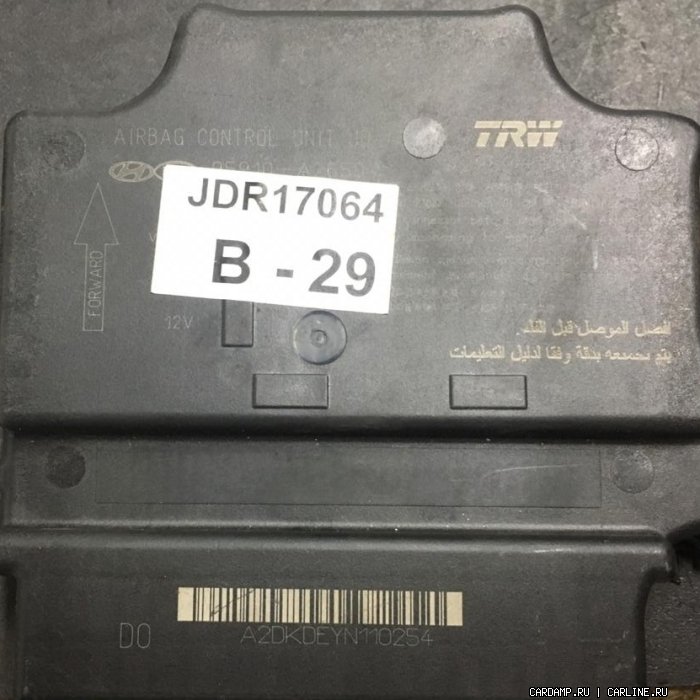 AIRBAG CONTROL UNIT
TRW
JDR17064
B - 29
FORWARD
12V
افصل الموصل قبل الفك.
يتم تجميعه بدقة وفقا لدليل التعليمات
DO
A2DKDEYN110254
CARDAMP.RU | CARLINE.RU